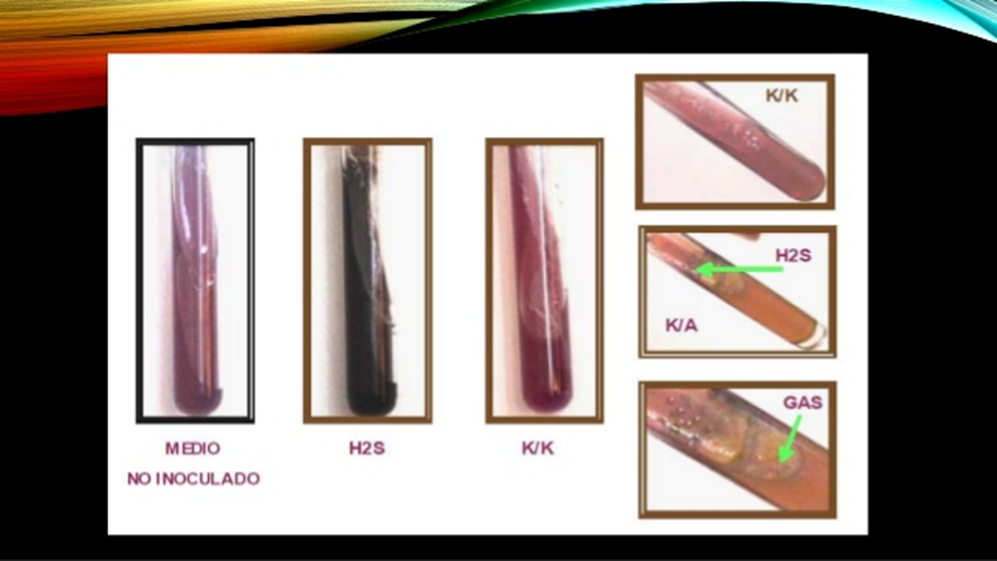 MEDIO
NO INOCULADO
H2S
K/K
K/K
H2S
K/A
GAS